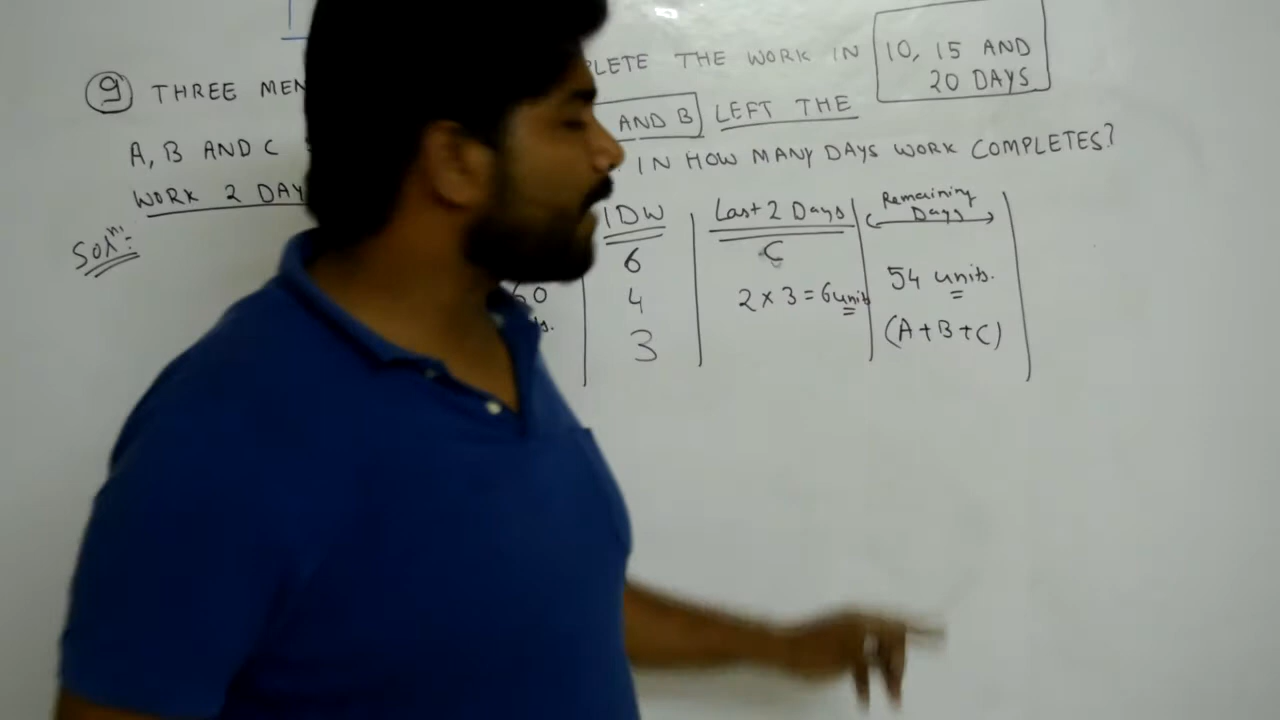 9 THREE MEN PLETE THE WORK IN 10, 15 AND
20 DAYS
A, B AND C AND B LEFT THE
WORK 2 DAY IN HOW MANY DAYS WORK COMPLETES?
Solⁿ:- 1DW Last 2 Days Remaining Days
6 C 54 units.
60 4 2 x 3 = 6 units (A+B+C)
3